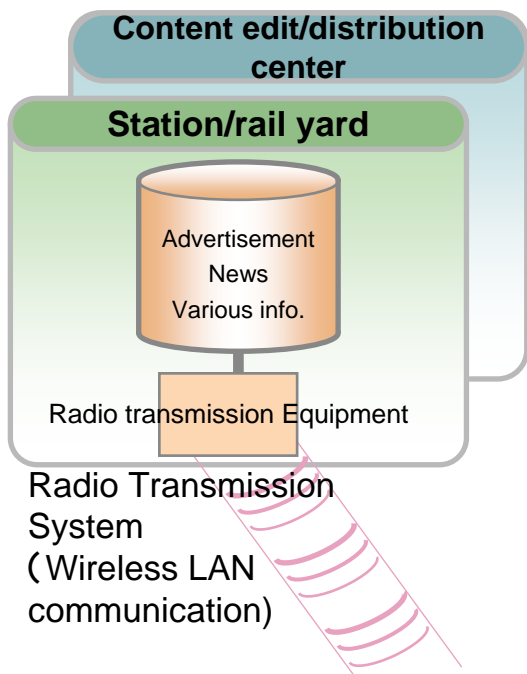 Content edit/distribution
center
Station/rail yard
Advertisement
News
Various info.
Radio transmission Equipment
Radio Transmission
System
（Wireless LAN
communication)